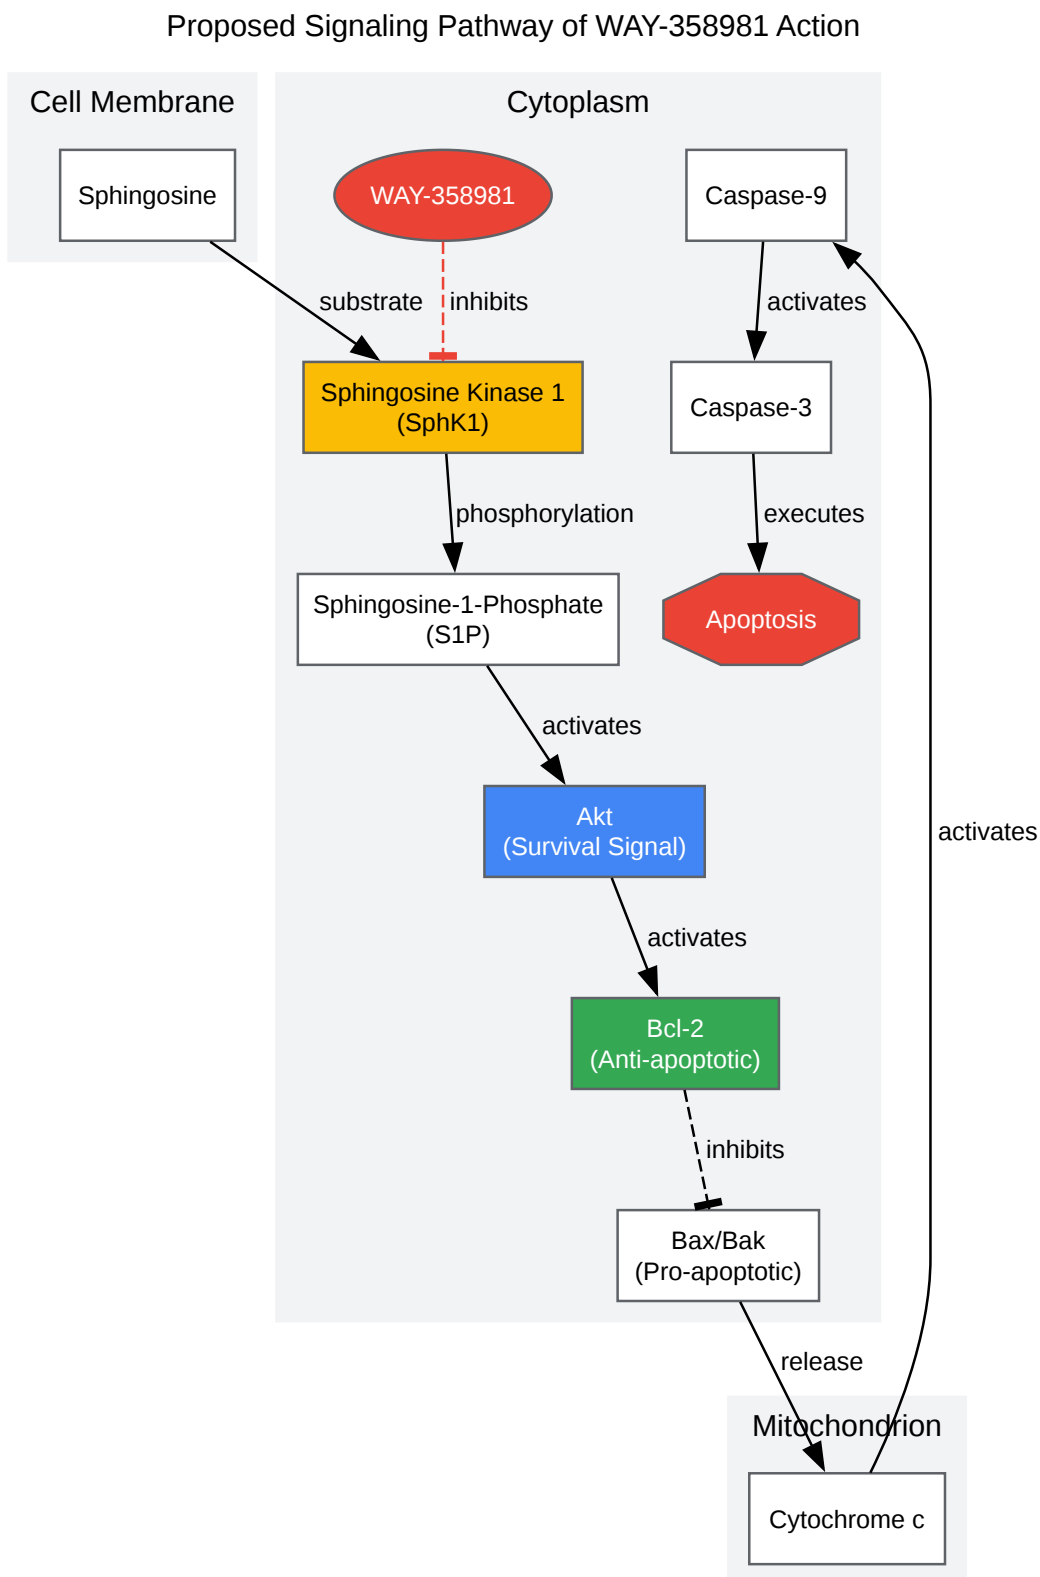 Proposed Signaling Pathway of WAY-358981 Action
Cell Membrane
Cytoplasm
Sphingosine
WAY-358981
Caspase-9
substrate
inhibits
activates
Sphingosine Kinase 1
(SphK1)
Caspase-3
phosphorylation
executes
Sphingosine-1-Phosphate
(S1P)
Apoptosis
activates
Akt
(Survival Signal)
activates
activates
Bcl-2
(Anti-apoptotic)
inhibits
Bax/Bak
(Pro-apoptotic)
release
Mitochondrion
Cytochrome c